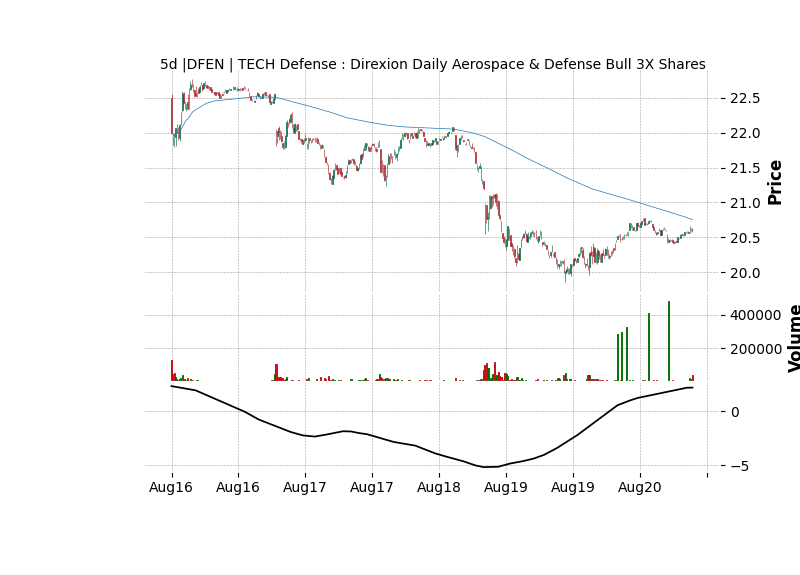 5d |DFEN | TECH Defense : Direxion Daily Aerospace & Defense Bull 3X Shares
22.5
22.0
21.5
21.0
20.5
20.0
Price
400000
200000
Volume
0
−5
Aug16
Aug16
Aug17
Aug17
Aug18
Aug19
Aug19
Aug20